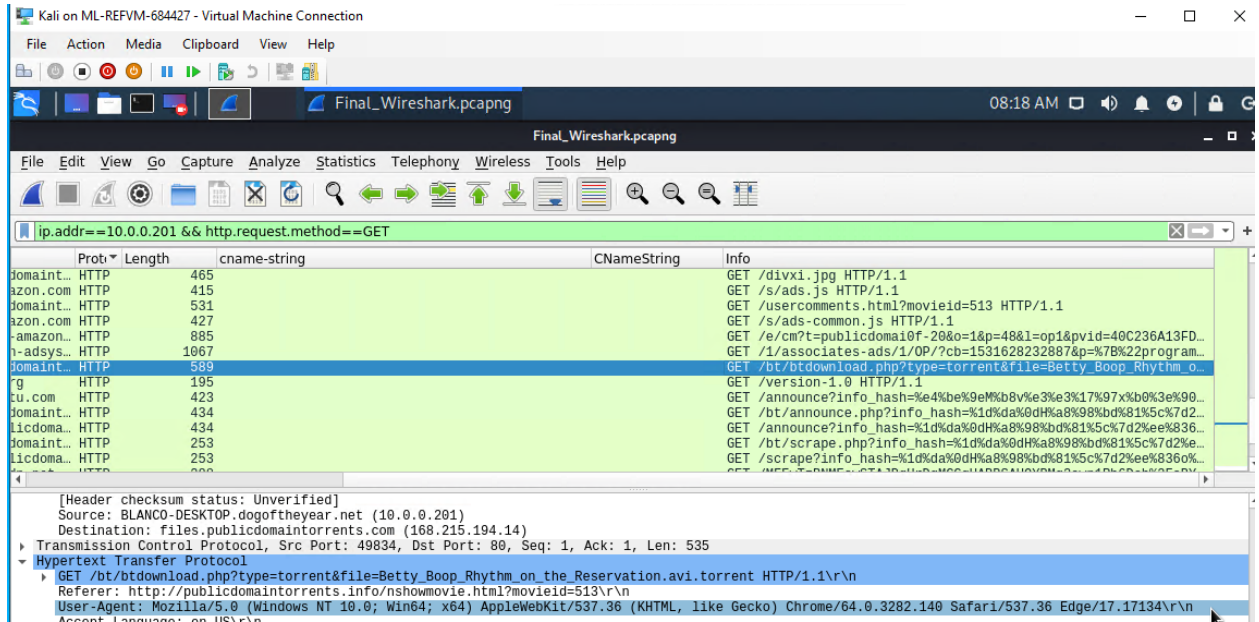 Kali on ML-REFVM-684427 - Virtual Machine Connection
File Action Media Clipboard View Help
Final_Wireshark.pcapng 08:18 AM
Final_Wireshark.pcapng
File Edit View Go Capture Analyze Statistics Telephony Wireless Tools Help
ip.addr==10.0.0.201 && http.request.method==GET
Length cname-string CNameString Info
domaint… HTTP 465 GET /divxi.jpg HTTP/1.1
azon.com HTTP 415 GET /s/ads.js HTTP/1.1
domaint… HTTP 531 GET /usercomments.html?movieid=513 HTTP/1.1
azon.com HTTP 427 GET /s/ads-common.js HTTP/1.1
-amazon… HTTP 885 GET /e/cm?t=publicdomai0f-20&o=1&p=48&l=op1&pvid=40C236A13FD…
n-adsys… HTTP 1067 GET /1/associates-ads/1/OP/?cb=1531628232887&p=%7B%22program…
domaint… HTTP 589 GET /bt/btdownload.php?type=torrent&file=Betty_Boop_Rhythm_o…
rg HTTP 195 GET /version-1.0 HTTP/1.1
tu.com HTTP 423 GET /announce?info_hash=%e4%be%9eM%b8v%e3%e3%17%97x%b0%3e%90…
domaint… HTTP 434 GET /bt/announce.php?info_hash=%1d%da%0dH%a8%98%bd%81%5c%7d2…
licdoma… HTTP 434 GET /announce?info_hash=%1d%da%0dH%a8%98%bd%81%5c%7d2%ee%836…
domaint… HTTP 253 GET /bt/scrape.php?info_hash=%1d%da%0dH%a8%98%bd%81%5c%7d2%e…
licdoma… HTTP 253 GET /scrape?info_hash=%1d%da%0dH%a8%98%bd%81%5c%7d2%ee%836o%…
[Header checksum status: Unverified]
Source: BLANCO-DESKTOP.dogoftheyear.net (10.0.0.201)
Destination: files.publicdomaintorrents.com (168.215.194.14)
Transmission Control Protocol, Src Port: 49834, Dst Port: 80, Seq: 1, Ack: 1, Len: 535
Hypertext Transfer Protocol
GET /bt/btdownload.php?type=torrent&file=Betty_Boop_Rhythm_on_the_Reservation.avi.torrent HTTP/1.1\r\n
Referer: http://publicdomaintorrents.info/nshowmovie.html?movieid=513\r\n
User-Agent: Mozilla/5.0 (Windows NT 10.0; Win64; x64) AppleWebKit/537.36 (KHTML, like Gecko) Chrome/64.0.3282.140 Safari/537.36 Edge/17.17134\r\n